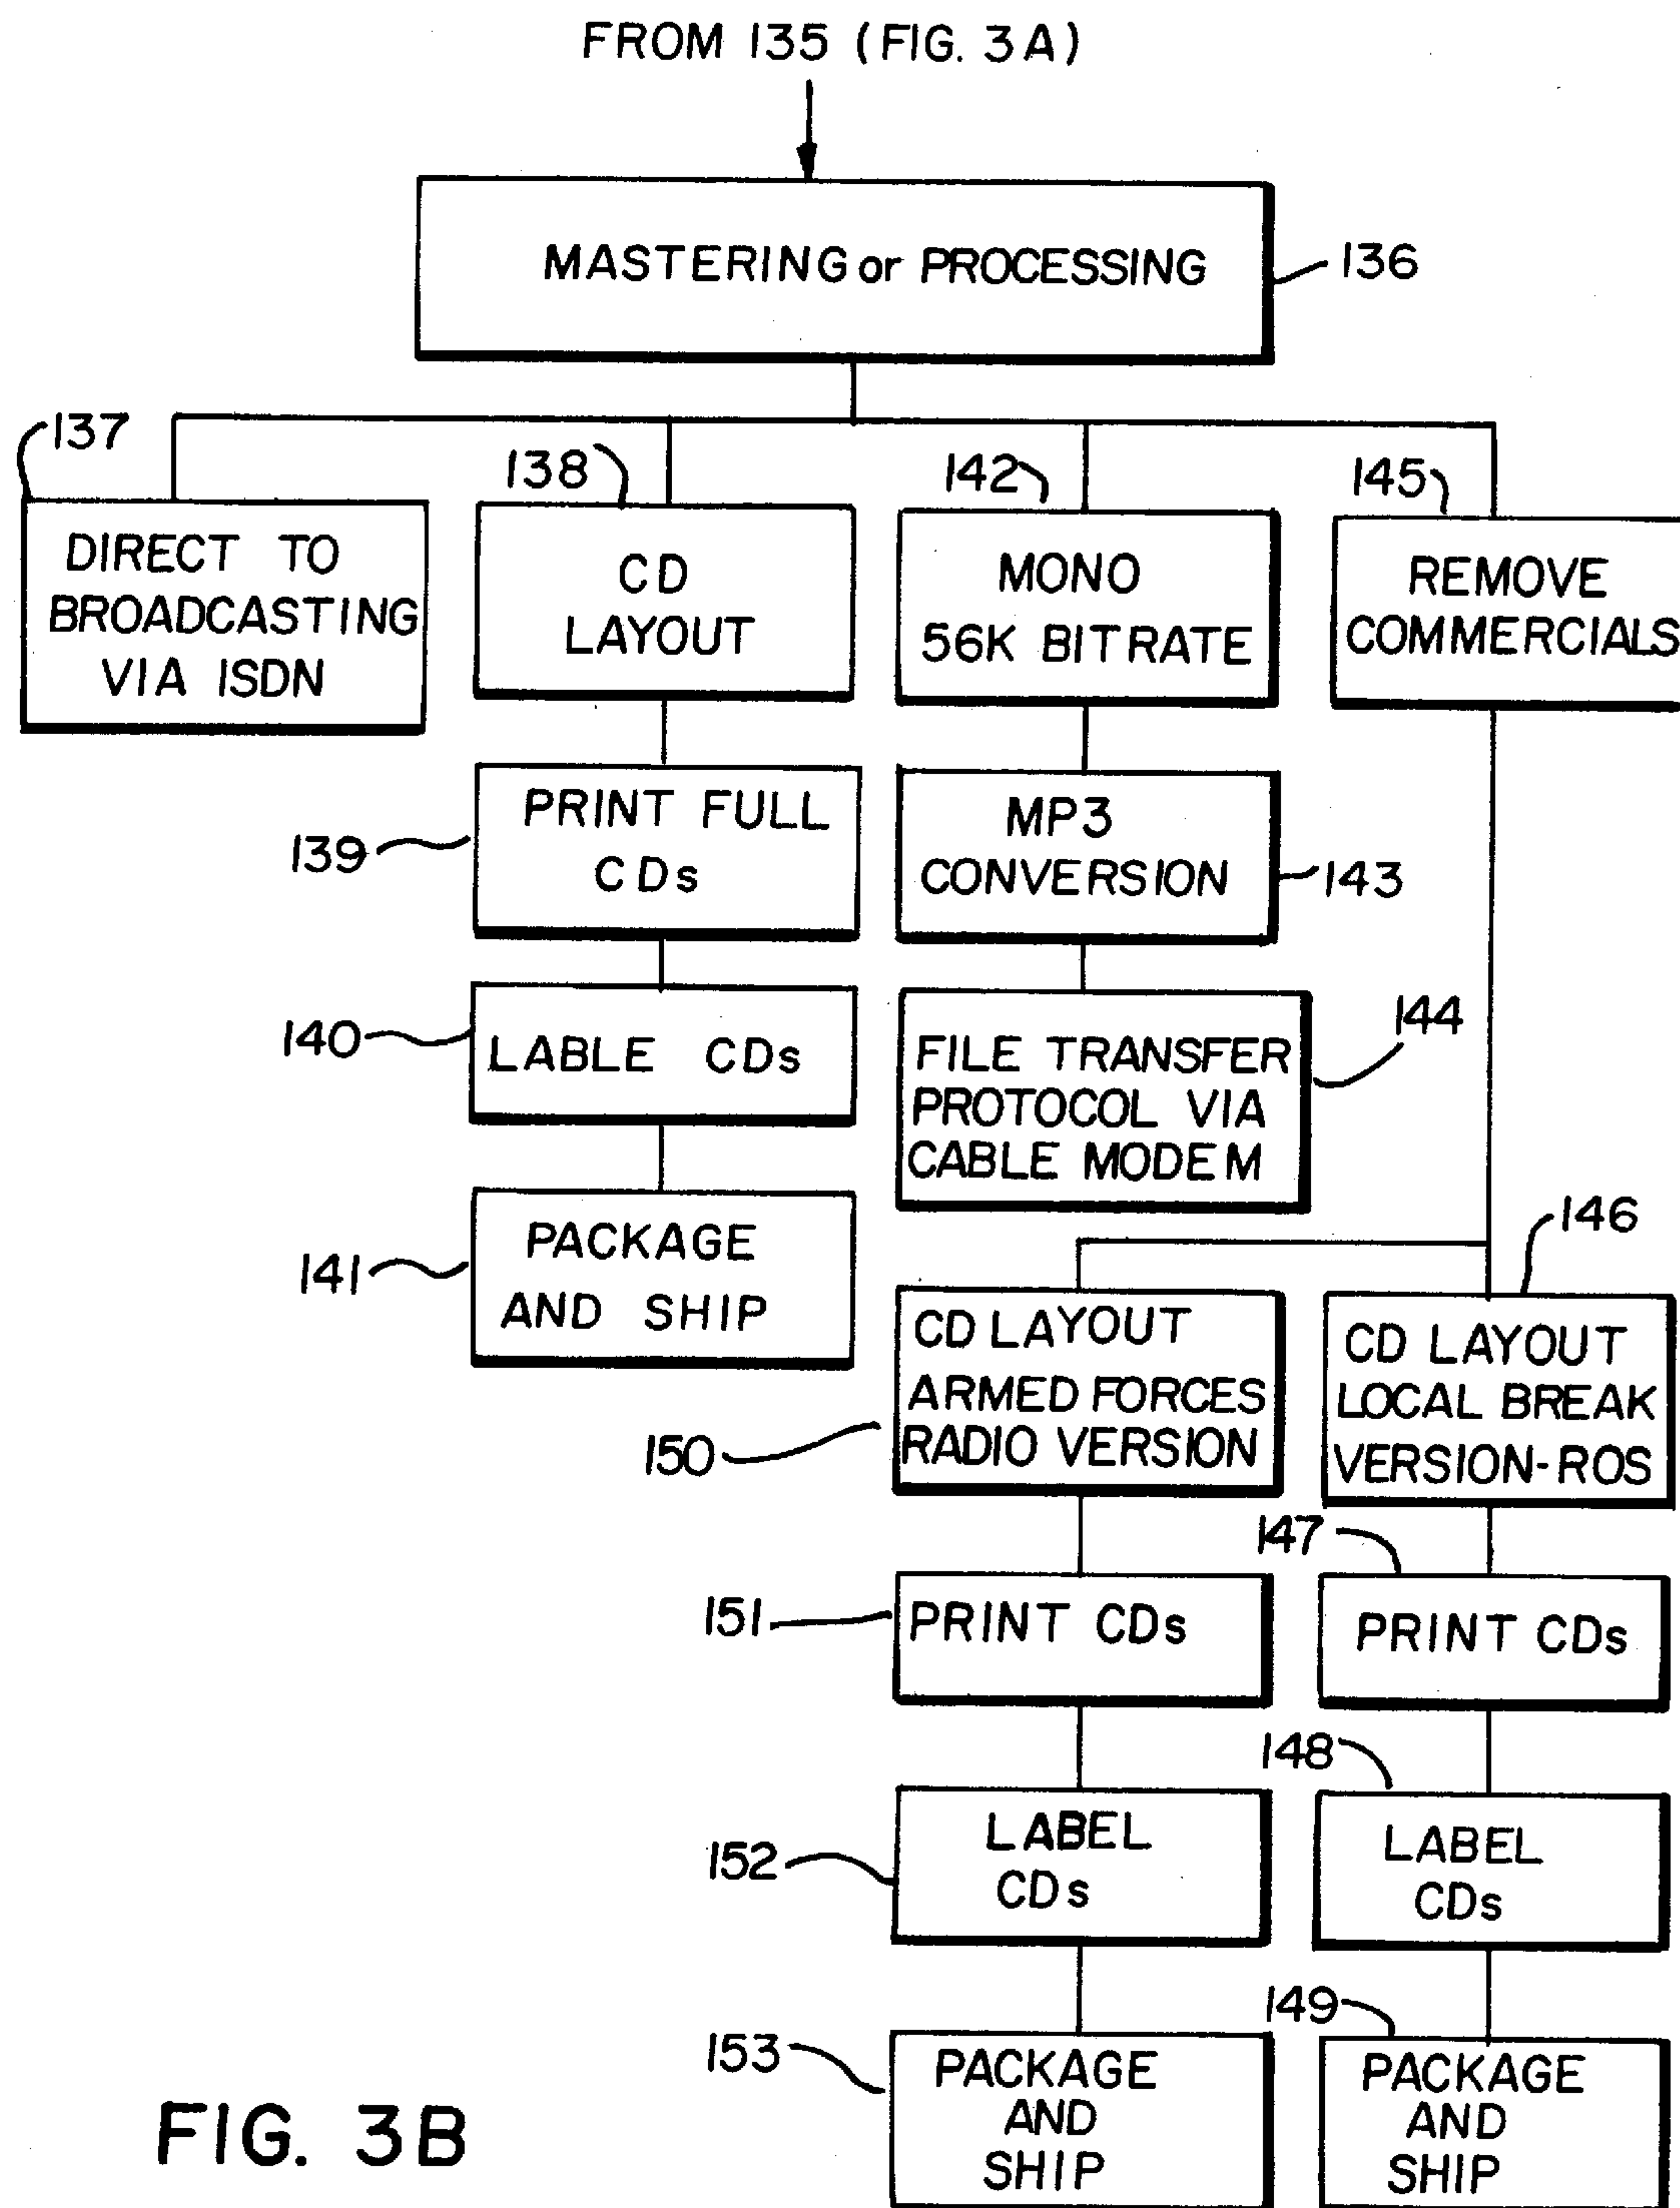 FROM 135 (FIG. 3A)
MASTERING or PROCESSING
136
137
DIRECT TO
BROADCASTING
VIA ISDN
138
CD
LAYOUT
142
MONO
56K BITRATE
145
REMOVE
COMMERCIALS
139
PRINT FULL
CDs
MP3
CONVERSION
143
140
LABLE CDs
FILE TRANSFER
PROTOCOL VIA
CABLE MODEM
144
141
PACKAGE
AND SHIP
150
CD LAYOUT
ARMED FORCES
RADIO VERSION
146
CD LAYOUT
LOCAL BREAK
VERSION-ROS
151
PRINT CDs
147
PRINT CDs
152
LABEL
CDs
148
LABEL
CDs
153
PACKAGE
AND
SHIP
149
PACKAGE
AND
SHIP
FIG. 3B